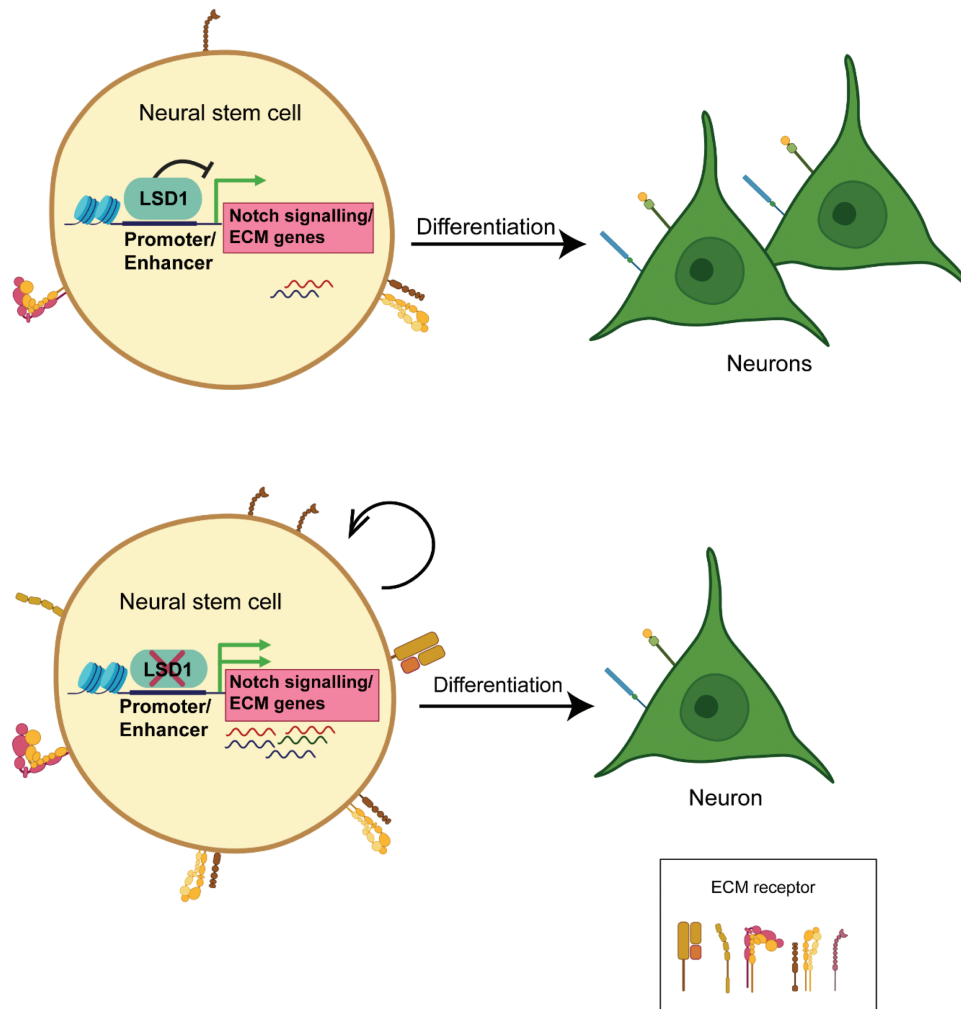 Neural stem cell
LSD1
Promoter/
Enhancer
Notch signalling/
ECM genes
Differentiation
Neurons
Neural stem cell
LSD1
Promoter/
Enhancer
Notch signalling/
ECM genes
Differentiation
Neuron
ECM receptor